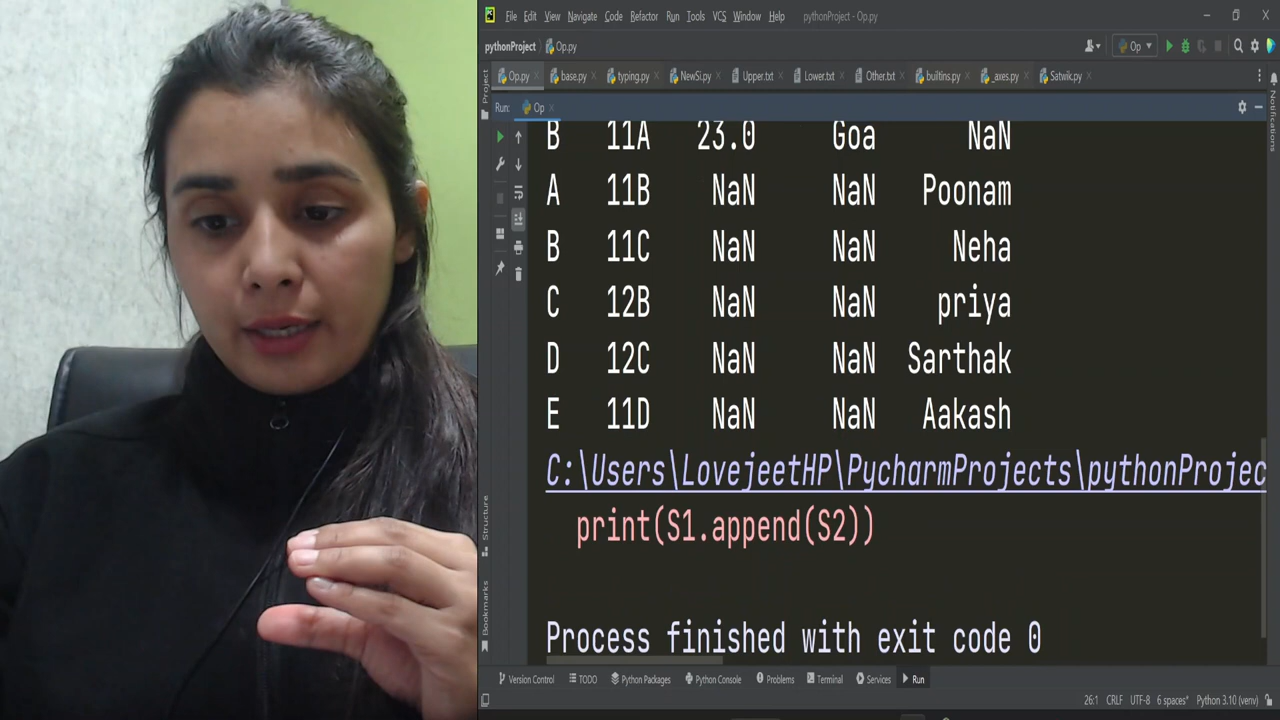 File Edit View Navigate Code Refactor Run Tools VCS Window Help pythonProject - Op.py
pythonProject Op.py Op
Op.py base.py typing.py NewSi.py Upper.txt Lower.txt Other.txt builtins.py _axes.py Satwik.py
Project
Notifications
Run: Op
B 11A 23.0 Goa NaN
A 11B NaN NaN Poonam
B 11C NaN NaN Neha
C 12B NaN NaN priya
D 12C NaN NaN Sarthak
E 11D NaN NaN Aakash
C:\Users\LovejeetHP\PycharmProjects\pythonProjec
print(S1.append(S2))
Process finished with exit code 0
Structure
Bookmarks
Version Control TODO Python Packages Python Console Problems Terminal Services Run
26:1 CRLF UTF-8 6 spaces* Python 3.10 (venv)